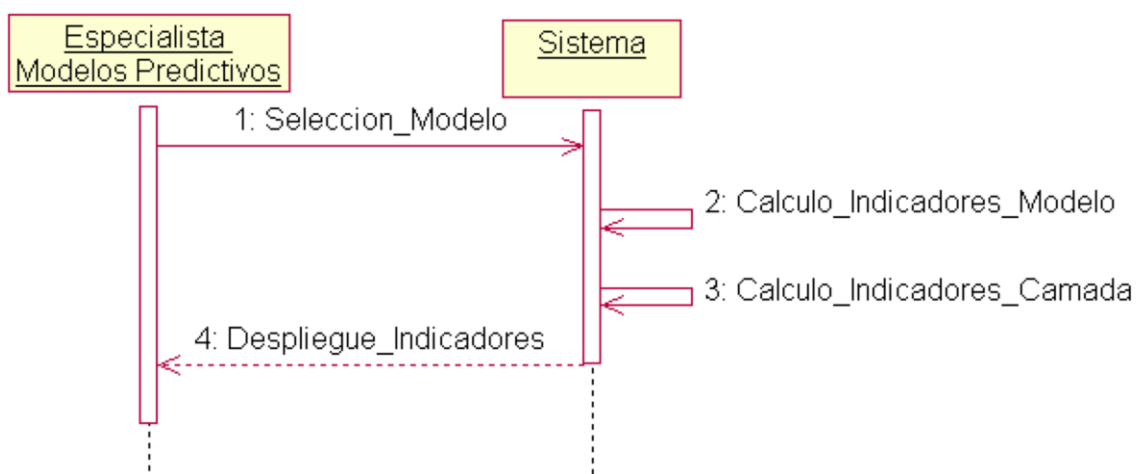 Especialista
Modelos Predictivos
Sistema
1: Seleccion_Modelo
2: Calculo_Indicadores_Modelo
3: Calculo_Indicadores_Camada
4: Despliegue_Indicadores